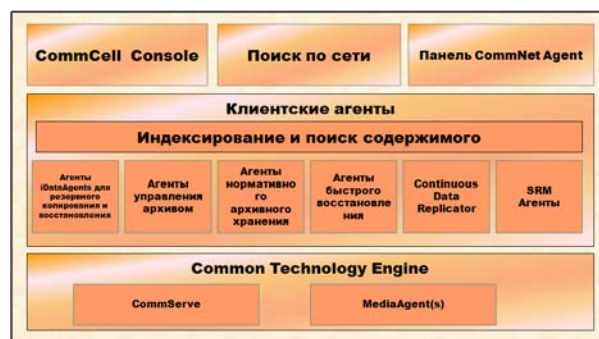 CommCell Console
Поиск по сети
Панель CommNet Agent
Клиентские агенты
Индексирование и поиск содержимого
Агенты
iDataAgents для
резервного
копирования и
восстановления
Агенты
управления
архивом
Агенты
нормативно
го
архивного
хранения
Агенты
быстрого
восстановле
ния
Continuous
Data
Replicator
SRM
Агенты
Common Technology Engine
CommServe
MediaAgent(s)